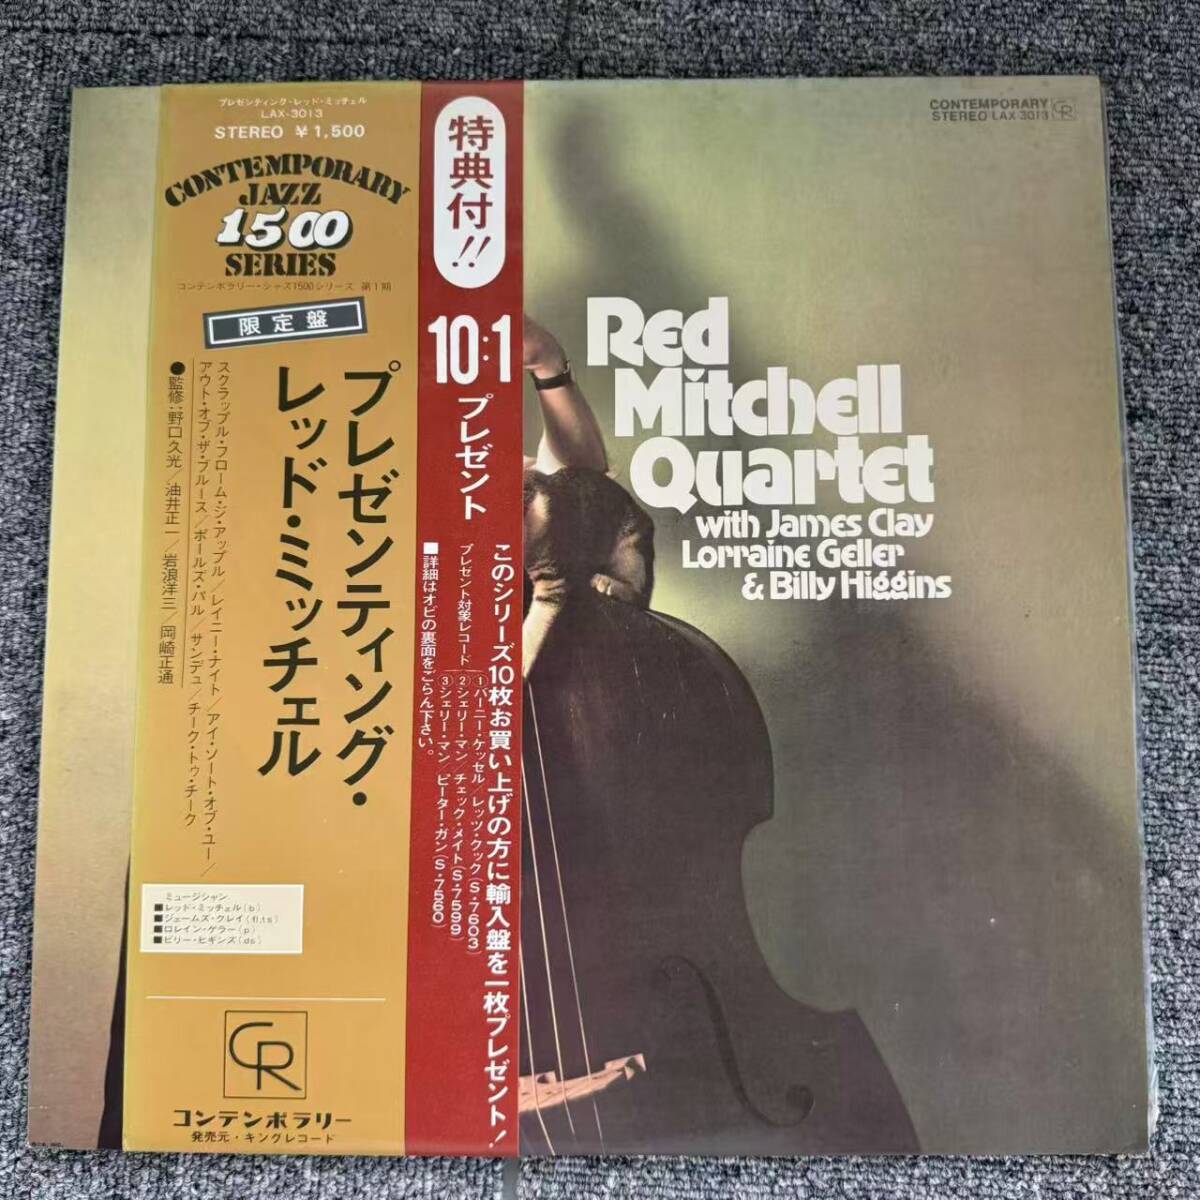 プレゼンティング・レッド・ミッチェル
LAX-3013
STEREO ¥1,500
CONTEMPORARY
JAZZ
1500
SERIES
コンテンポラリー・ジャズ1500シリーズ 第1期
限定盤
プレゼンティング・
レッド・ミッチェル
スクラップル・フローム・ジ・アップル/レイニー・ナイト/アイ・ソート・オブ・ユー/
アウト・オブ・ザ・ブルース/ポールズ・パル/サンデュ/チーク・トゥ・チーク
●監修:野口久光/油井正一/岩浪洋三/岡崎正通
ミュージシャン
■レッド・ミッチェル(b)
■ジェームズ・クレイ(fl,ts)
■ロレイン・ゲラー(p)
■ビリー・ヒギンズ(ds)
CR
コンテンポラリー
発売元・キングレコード
特典付!!
10:1
プレゼント
このシリーズ10枚お買い上げの方に輸入盤を一枚プレゼント!
プレゼント対象レコード
①バーニー・ケッセル/レッツ・クック(S・7603)
②シェリー・マン/チェック・メイト(S・7599)
③シェリー・マン/ピーター・ガン(S・7560)
■詳細はオビの裏面をごらん下さい。
CONTEMPORARY
STEREO LAX 3013
CR
Red
Mitchell
Quartet
with James Clay
Lorraine Geller
& Billy Higgins